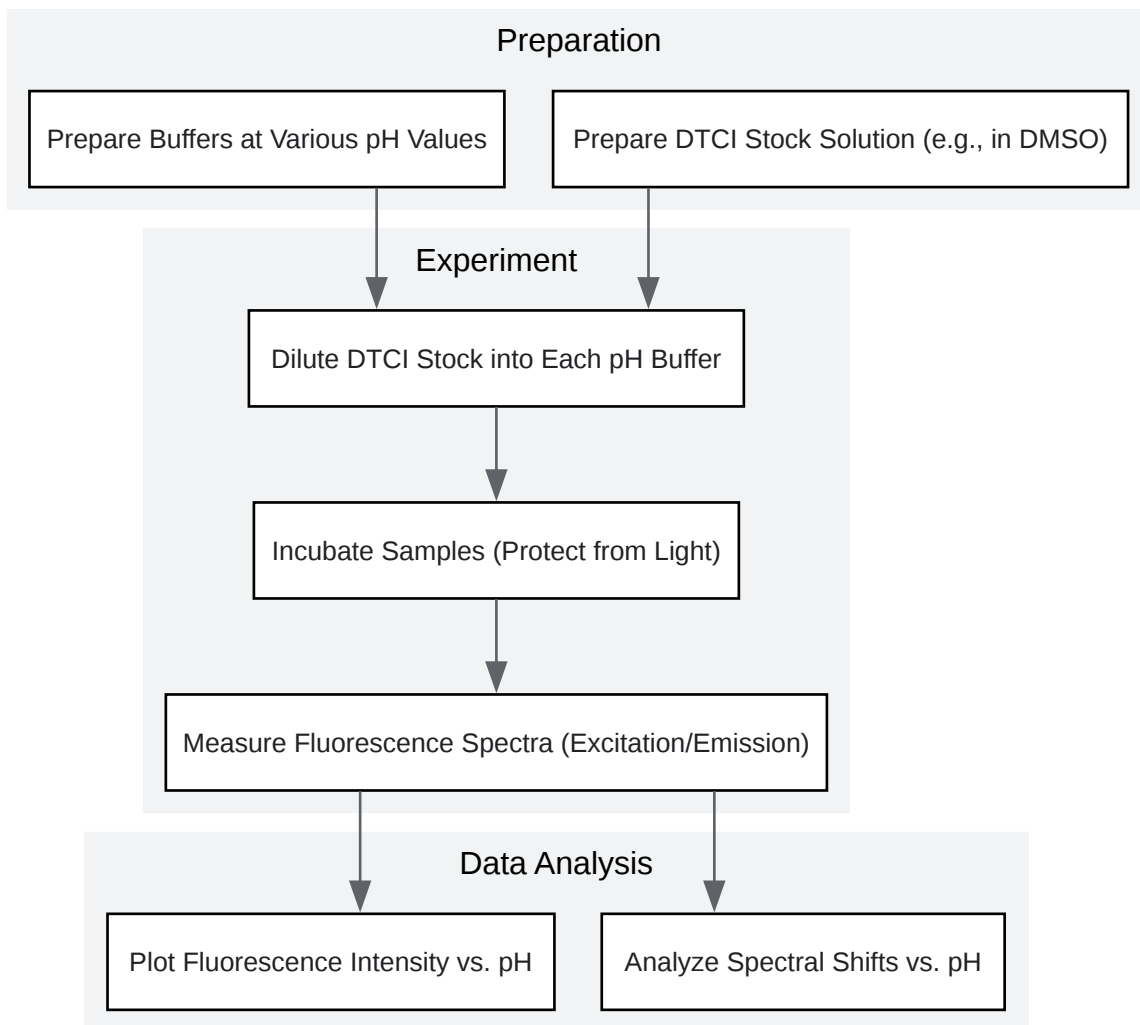 Preparation
Prepare Buffers at Various pH Values
Prepare DTCI Stock Solution (e.g., in DMSO)
Experiment
Dilute DTCI Stock into Each pH Buffer
Incubate Samples (Protect from Light)
Measure Fluorescence Spectra (Excitation/Emission)
Data Analysis
Plot Fluorescence Intensity vs. pH
Analyze Spectral Shifts vs. pH